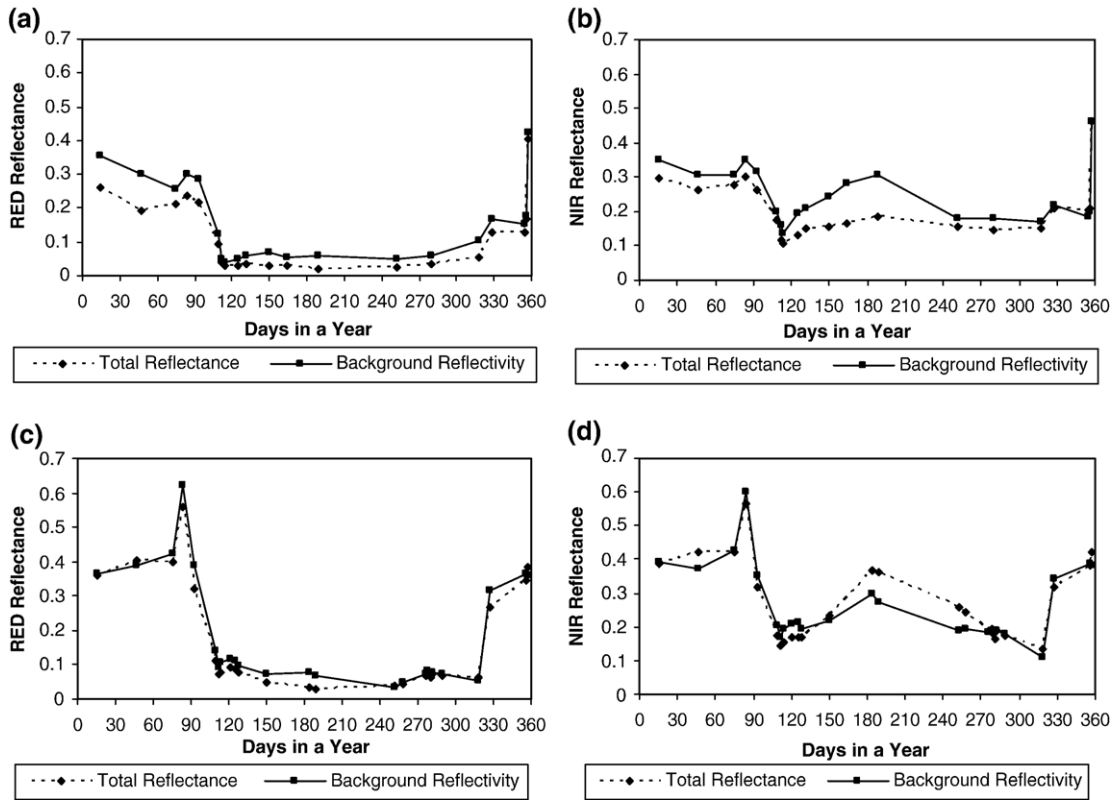 (a)
RED Reflectance
0.7
0.6
0.5
0.4
0.3
0.2
0.1
0
0 30 60 90 120 150 180 210 240 270 300 330 360
Days in a Year
Total Reflectance Background Reflectivity
(b)
NIR Reflectance
0.7
0.6
0.5
0.4
0.3
0.2
0.1
0
0 30 60 90 120 150 180 210 240 270 300 330 360
Days in a Year
Total Reflectance Background Reflectivity
(c)
RED Reflectance
0.7
0.6
0.5
0.4
0.3
0.2
0.1
0
0 30 60 90 120 150 180 210 240 270 300 330 360
Days in a Year
Total Reflectance Background Reflectivity
(d)
NIR Reflectance
0.7
0.6
0.5
0.4
0.3
0.2
0.1
0
0 30 60 90 120 150 180 210 240 270 300 330 360
Days in a Year
Total Reflectance Background Reflectivity